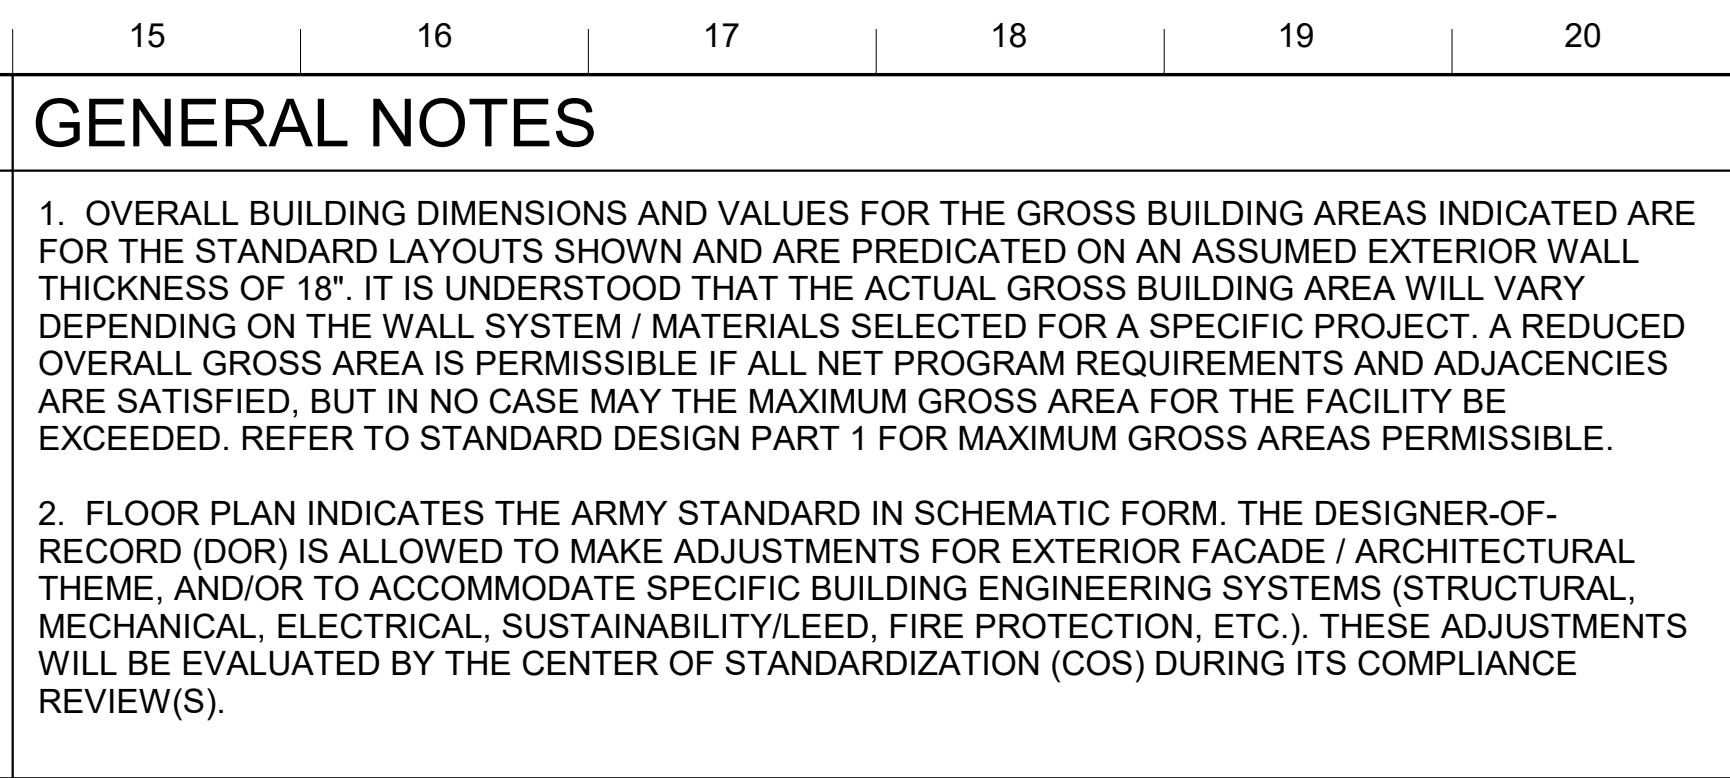 15 16 17 18 19 20
GENERAL NOTES
1. OVERALL BUILDING DIMENSIONS AND VALUES FOR THE GROSS BUILDING AREAS INDICATED ARE
FOR THE STANDARD LAYOUTS SHOWN AND ARE PREDICATED ON AN ASSUMED EXTERIOR WALL
THICKNESS OF 18". IT IS UNDERSTOOD THAT THE ACTUAL GROSS BUILDING AREA WILL VARY
DEPENDING ON THE WALL SYSTEM / MATERIALS SELECTED FOR A SPECIFIC PROJECT. A REDUCED
OVERALL GROSS AREA IS PERMISSIBLE IF ALL NET PROGRAM REQUIREMENTS AND ADJACENCIES
ARE SATISFIED, BUT IN NO CASE MAY THE MAXIMUM GROSS AREA FOR THE FACILITY BE
EXCEEDED. REFER TO STANDARD DESIGN PART 1 FOR MAXIMUM GROSS AREAS PERMISSIBLE.
2. FLOOR PLAN INDICATES THE ARMY STANDARD IN SCHEMATIC FORM. THE DESIGNER-OF-
RECORD (DOR) IS ALLOWED TO MAKE ADJUSTMENTS FOR EXTERIOR FACADE / ARCHITECTURAL
THEME, AND/OR TO ACCOMMODATE SPECIFIC BUILDING ENGINEERING SYSTEMS (STRUCTURAL,
MECHANICAL, ELECTRICAL, SUSTAINABILITY/LEED, FIRE PROTECTION, ETC.). THESE ADJUSTMENTS
WILL BE EVALUATED BY THE CENTER OF STANDARDIZATION (COS) DURING ITS COMPLIANCE
REVIEW(S).